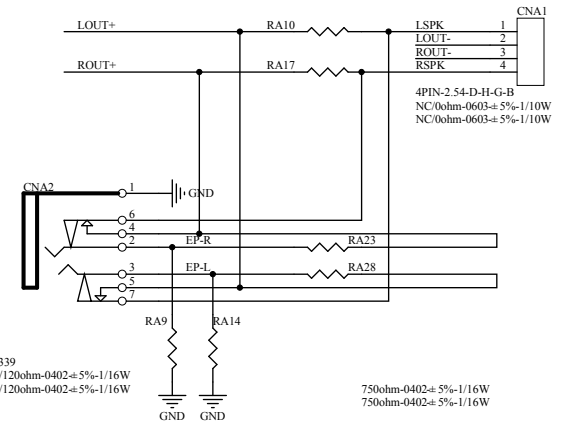 CNA1
LOUT+ RA10 LSPK 1
LOUT- 2
ROUT- 3
ROUT+ RA17 RSPK 4
4PIN-2.54-D-H-G-B
NC/0ohm-0603-±5%-1/10W
NC/0ohm-0603-±5%-1/10W
CNA2 1 GND
6
4
2 EP-R RA23
3 EP-L RA28
5
7
RA9 RA14
339
/120ohm-0402-±5%-1/16W
/120ohm-0402-±5%-1/16W
750ohm-0402-±5%-1/16W
750ohm-0402-±5%-1/16W
GND GND